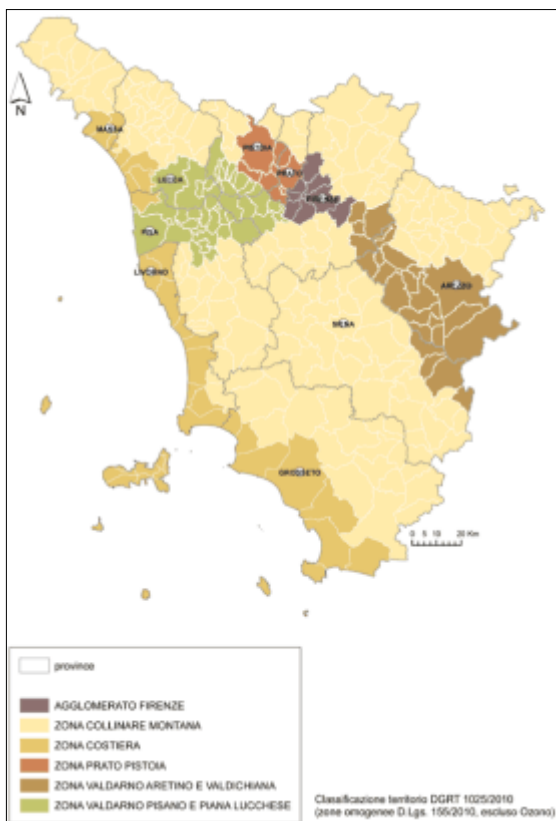 N
MASSA
PISTOIA
LUCCA
PRATO
FIRENZE
PISA
LIVORNO
AREZZO
SIENA
GROSSETO
0 5 10 20 Km
province
AGGLOMERATO FIRENZE
ZONA COLLINARE MONTANA
ZONA COSTIERA
ZONA PRATO PISTOIA
ZONA VALDARNO ARETINO E VALDICHIANA
ZONA VALDARNO PISANO E PIANA LUCCHESE
Classificazione territorio DGRT 1025/2010
(zone omogenee D.Lgs. 155/2010, escluso Ozono)